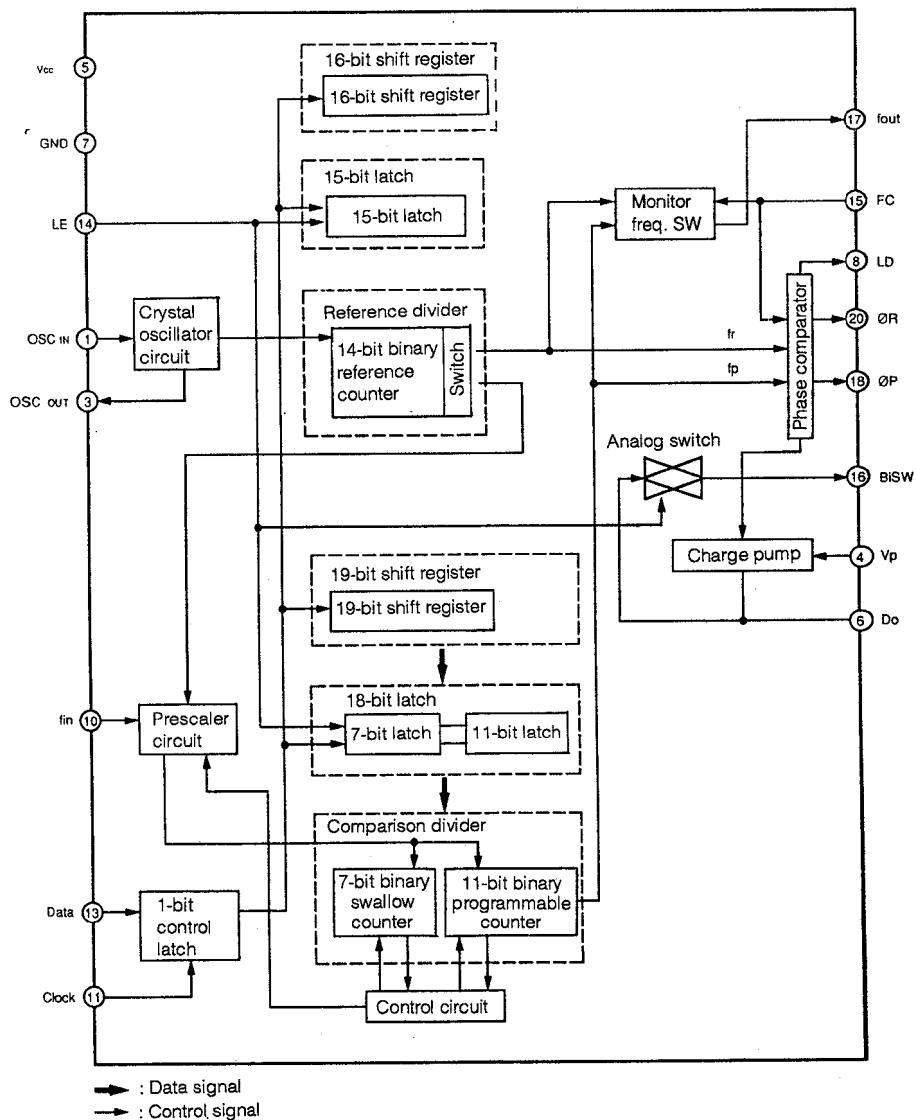 Vcc 5
GND 7
LE 14
OSC IN 1
OSC OUT 3
fin 10
Data 13
Clock 11
16-bit shift register
16-bit shift register
15-bit latch
15-bit latch
Crystal
oscillator
circuit
Reference divider
14-bit binary
reference
counter
Switch
Monitor
freq. SW
17 fout
15 FC
8 LD
20 ØR
18 ØP
16 BiSW
4 Vp
6 Do
fr
fp
Phase comparator
Analog switch
Charge pump
19-bit shift register
19-bit shift register
18-bit latch
7-bit latch
11-bit latch
Prescaler
circuit
Comparison divider
7-bit binary
swallow
counter
11-bit binary
programmable
counter
1-bit
control
latch
Control circuit
: Data signal
: Control signal